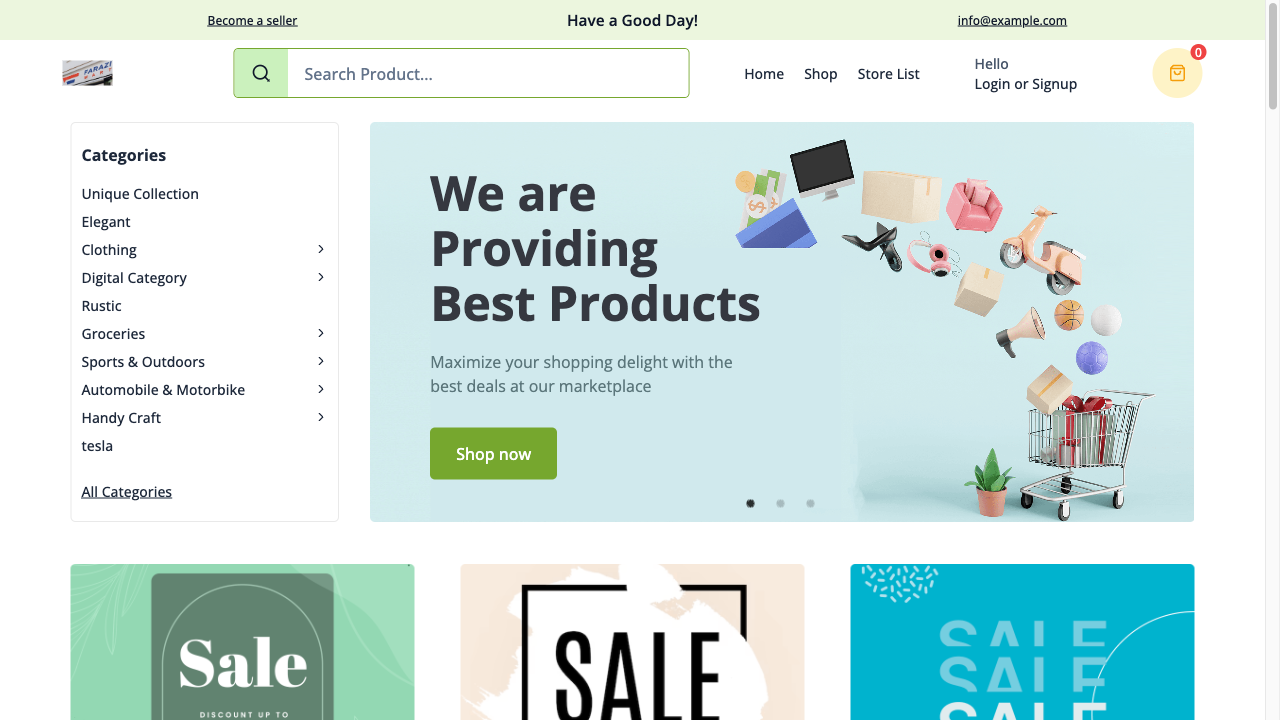 Become a seller
Have a Good Day!
info@example.com
FARAZI
MART
Search Product...
Home
Shop
Store List
Hello
Login or Signup
0
Categories
Unique Collection
Elegant
Clothing
Digital Category
Rustic
Groceries
Sports & Outdoors
Automobile & Motorbike
Handy Craft
tesla
All Categories
We are
Providing
Best Products
Maximize your shopping delight with the
best deals at our marketplace
Shop now
Sale
DISCOUNT UP TO
SALE
SALE
SALE
SALE